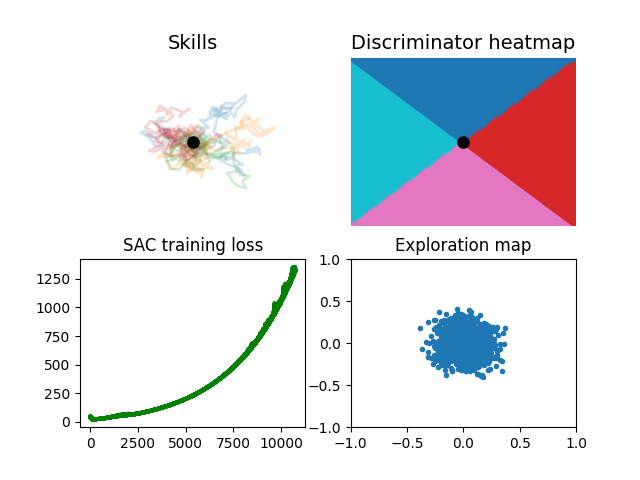 Skills
Discriminator heatmap
SAC training loss
1250
1000
750
500
250
0
0 2500 5000 7500 10000
Exploration map
1.0
0.5
0.0
−0.5
−1.0
−1.0 −0.5 0.0 0.5 1.0